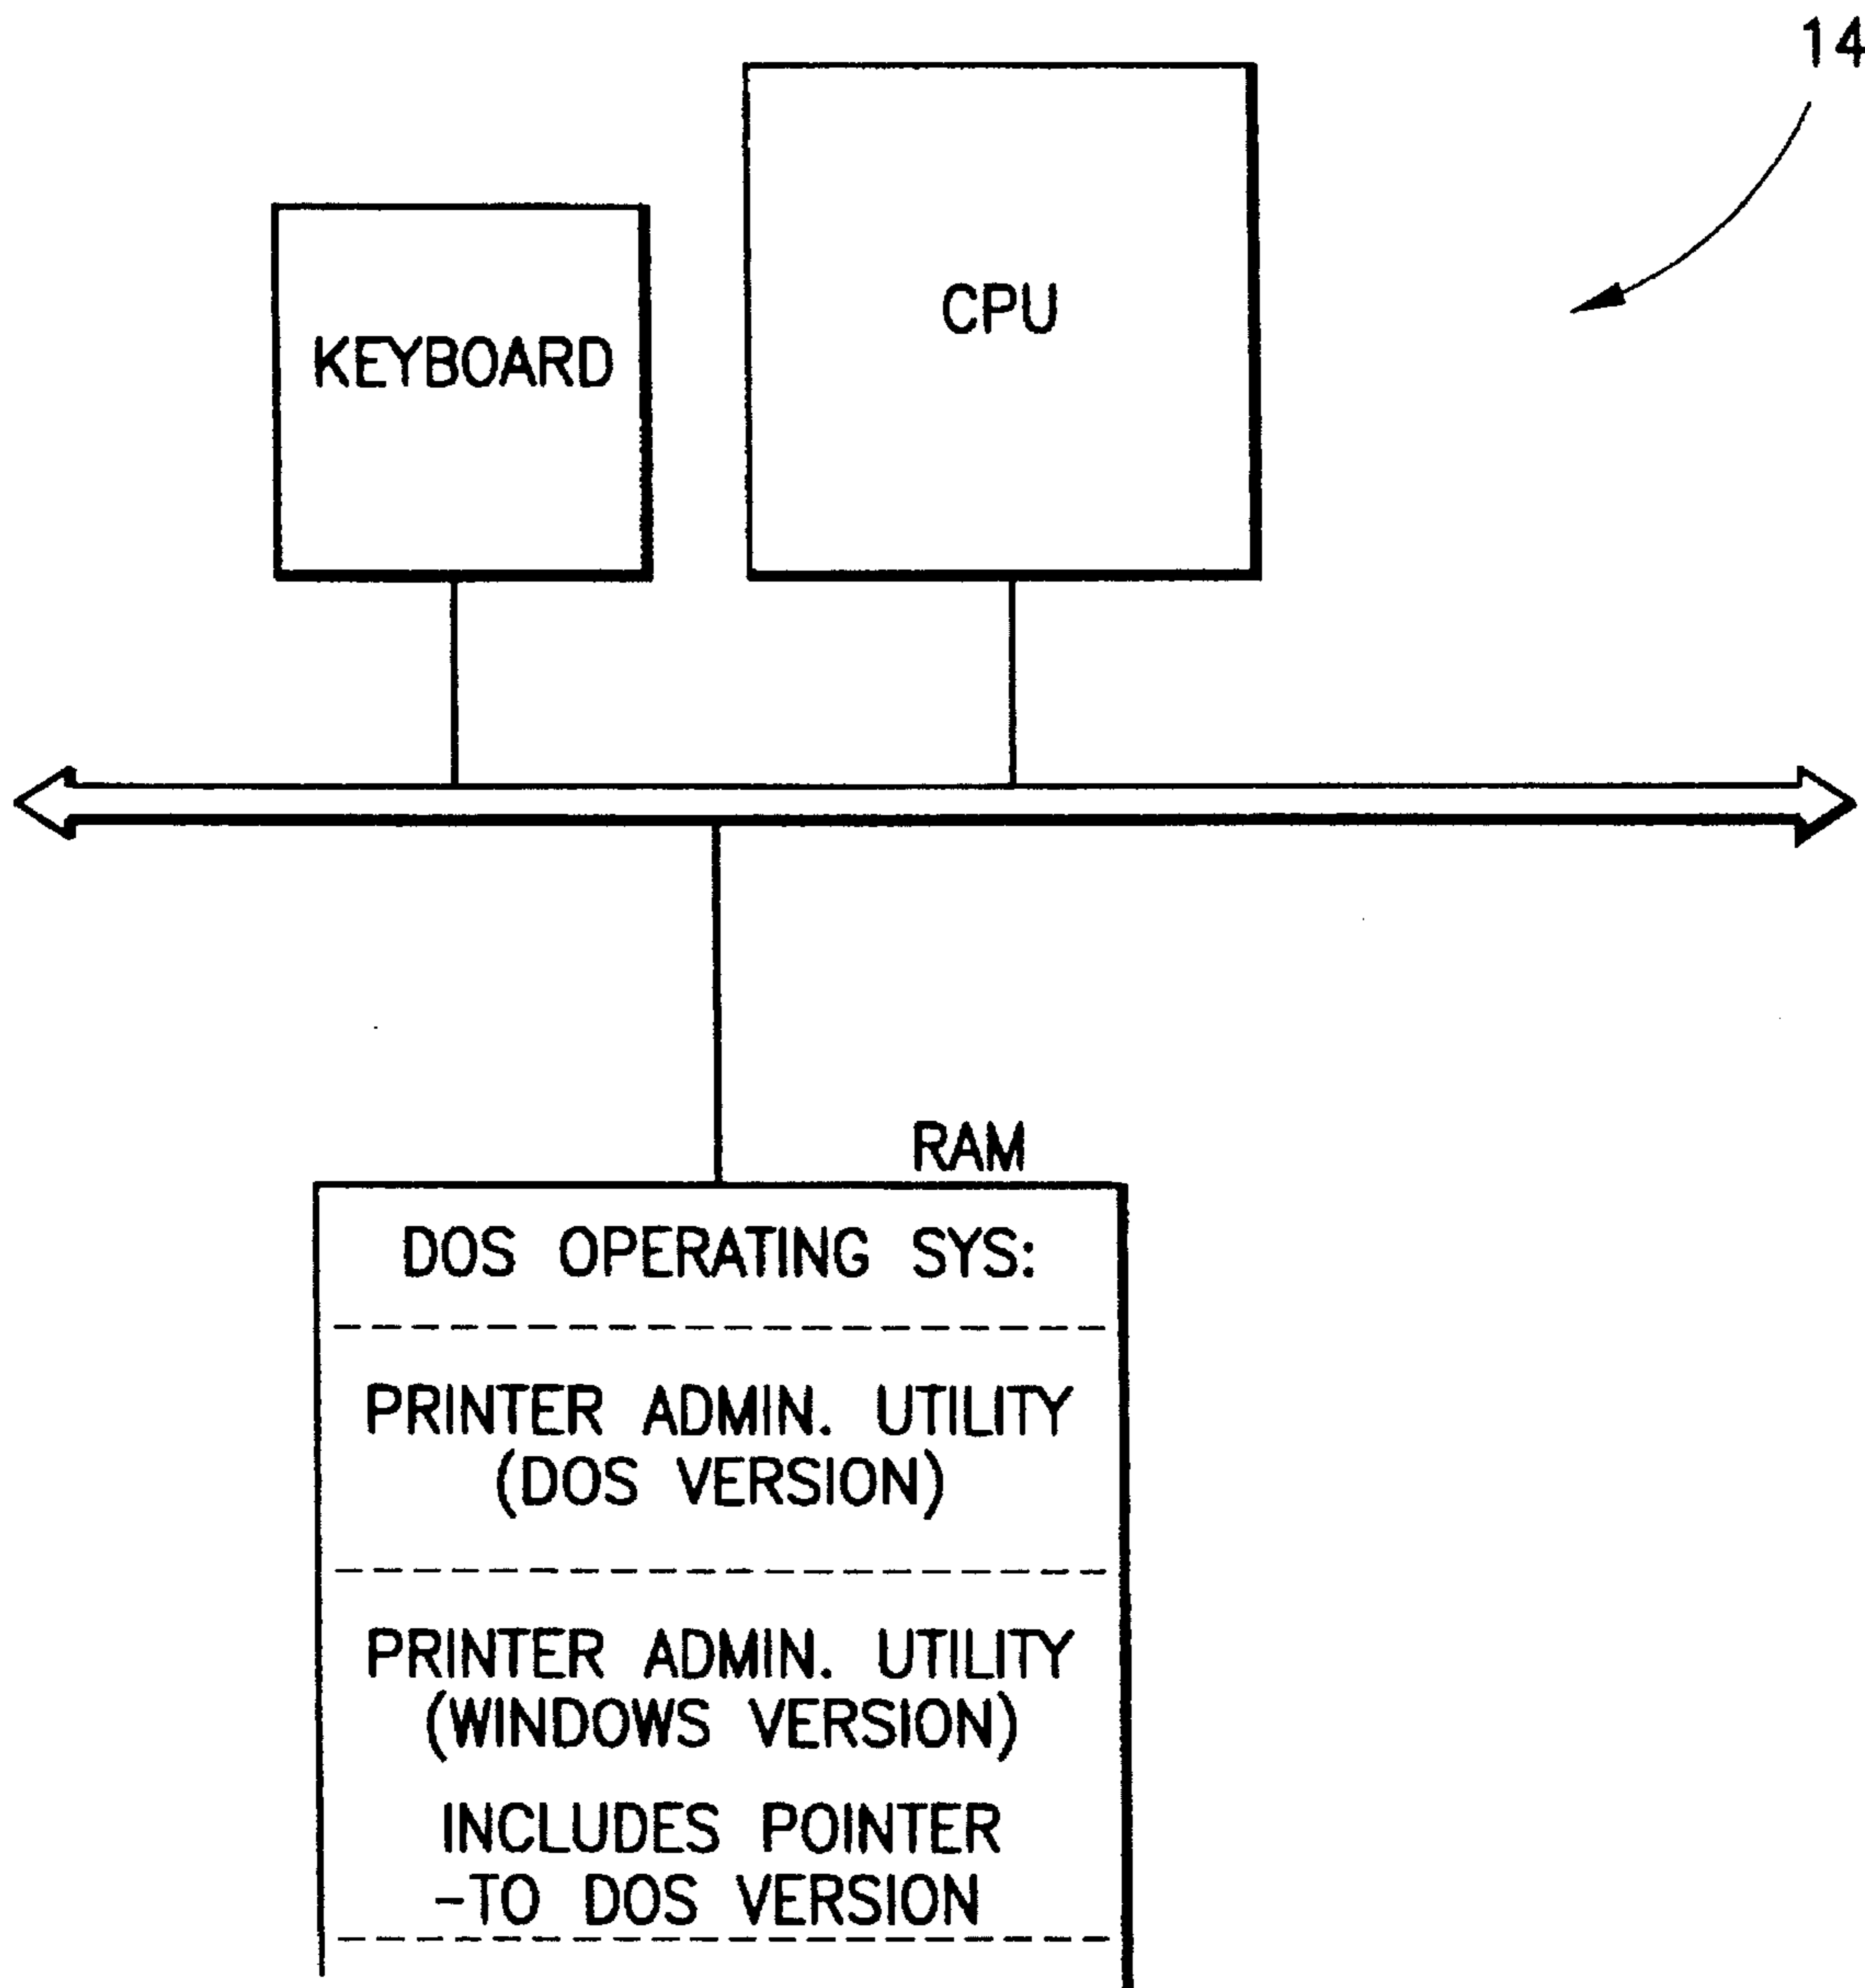 14
CPU
KEYBOARD
RAM
DOS OPERATING SYS:
PRINTER ADMIN. UTILITY
(DOS VERSION)
PRINTER ADMIN. UTILITY
(WINDOWS VERSION)
INCLUDES POINTER
-TO DOS VERSION